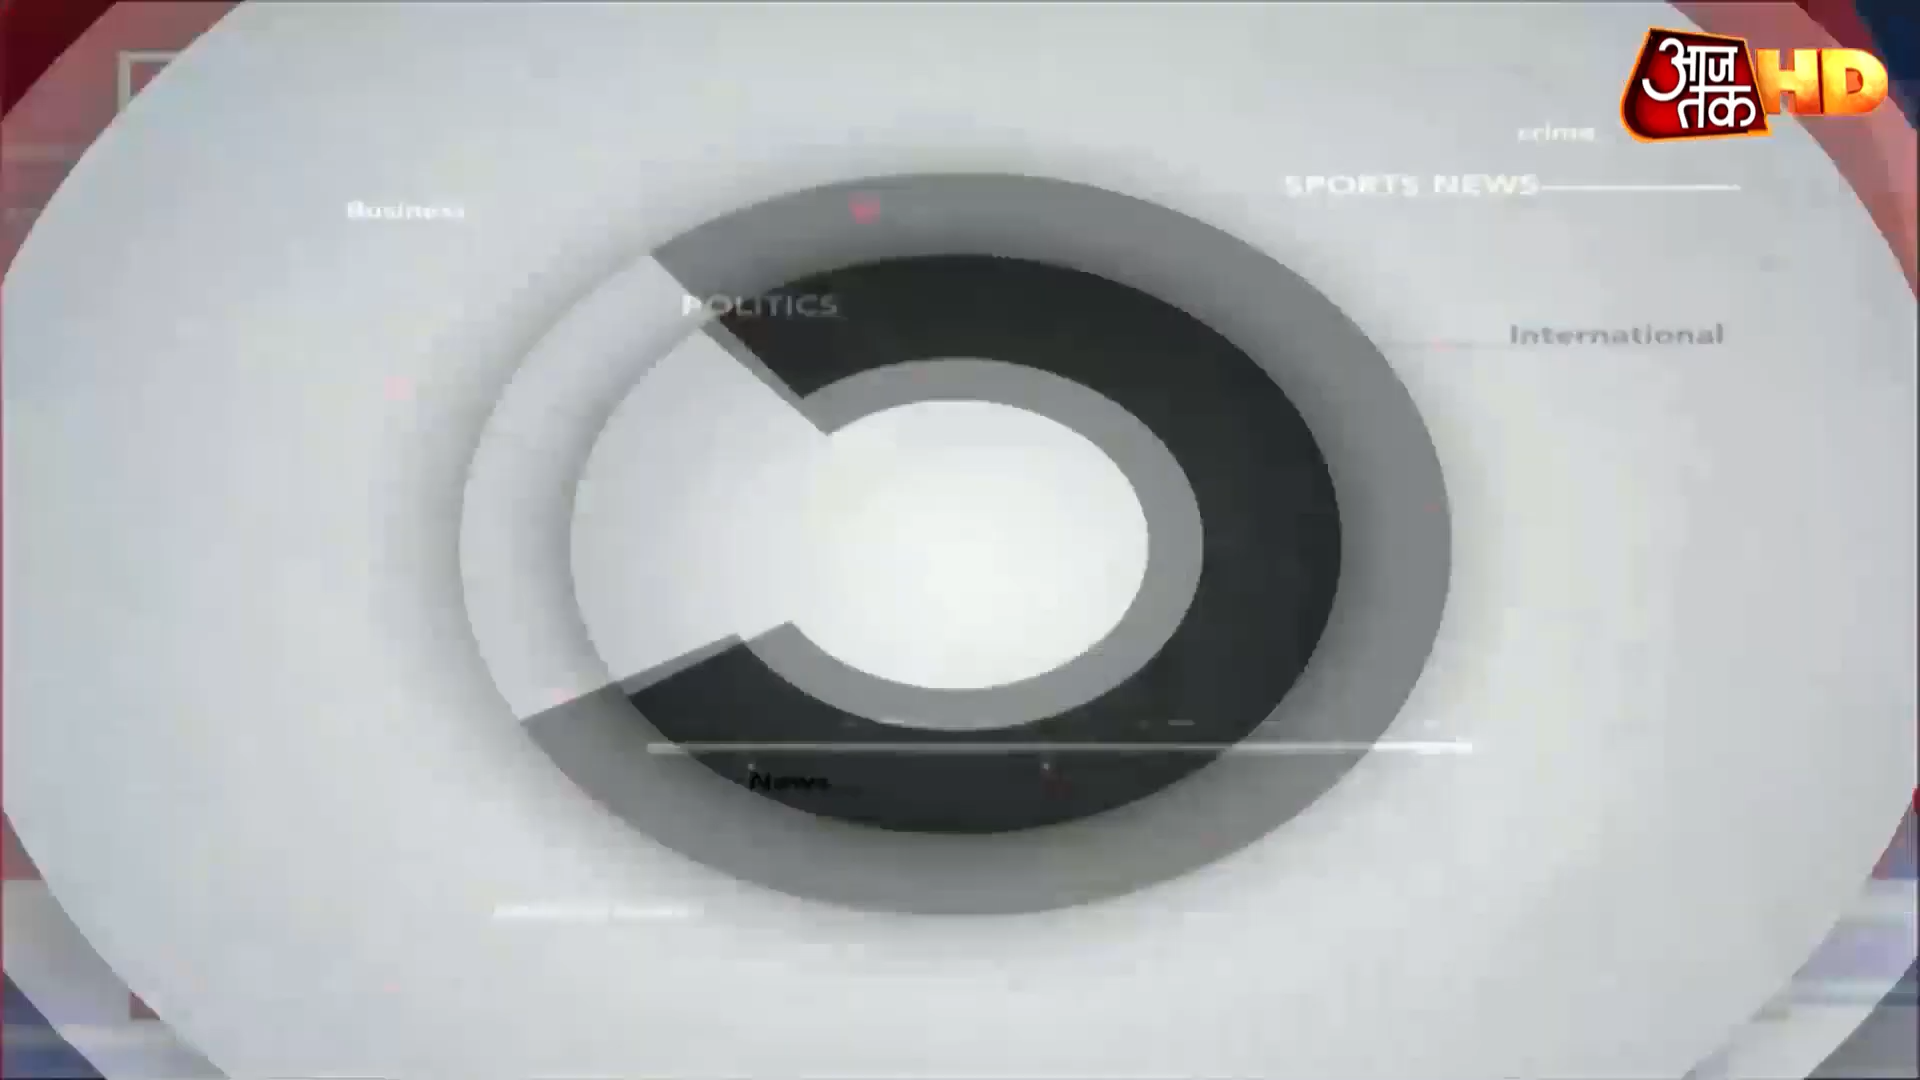 आज
तक HD
crime
SPORTS NEWS
Business
POLITICS
International
News